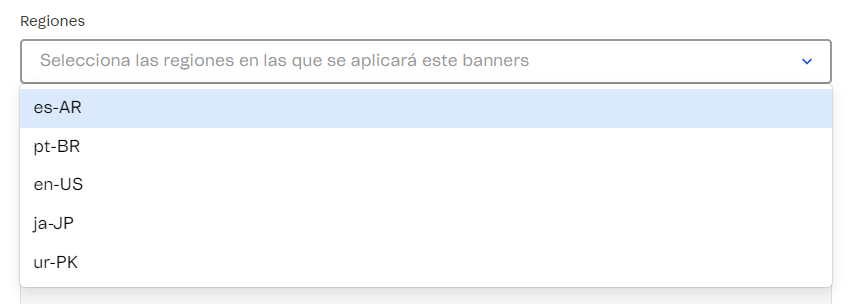 Regiones
Selecciona las regiones en las que se aplicará este banners
es-AR
pt-BR
en-US
ja-JP
ur-PK